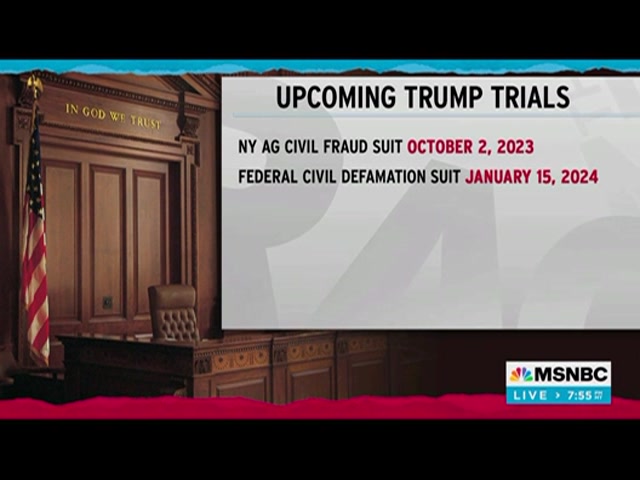 IN GOD WE TRUST
UPCOMING TRUMP TRIALS
NY AG CIVIL FRAUD SUIT OCTOBER 2, 2023
FEDERAL CIVIL DEFAMATION SUIT JANUARY 15, 2024
MSNBC
LIVE > 7:55